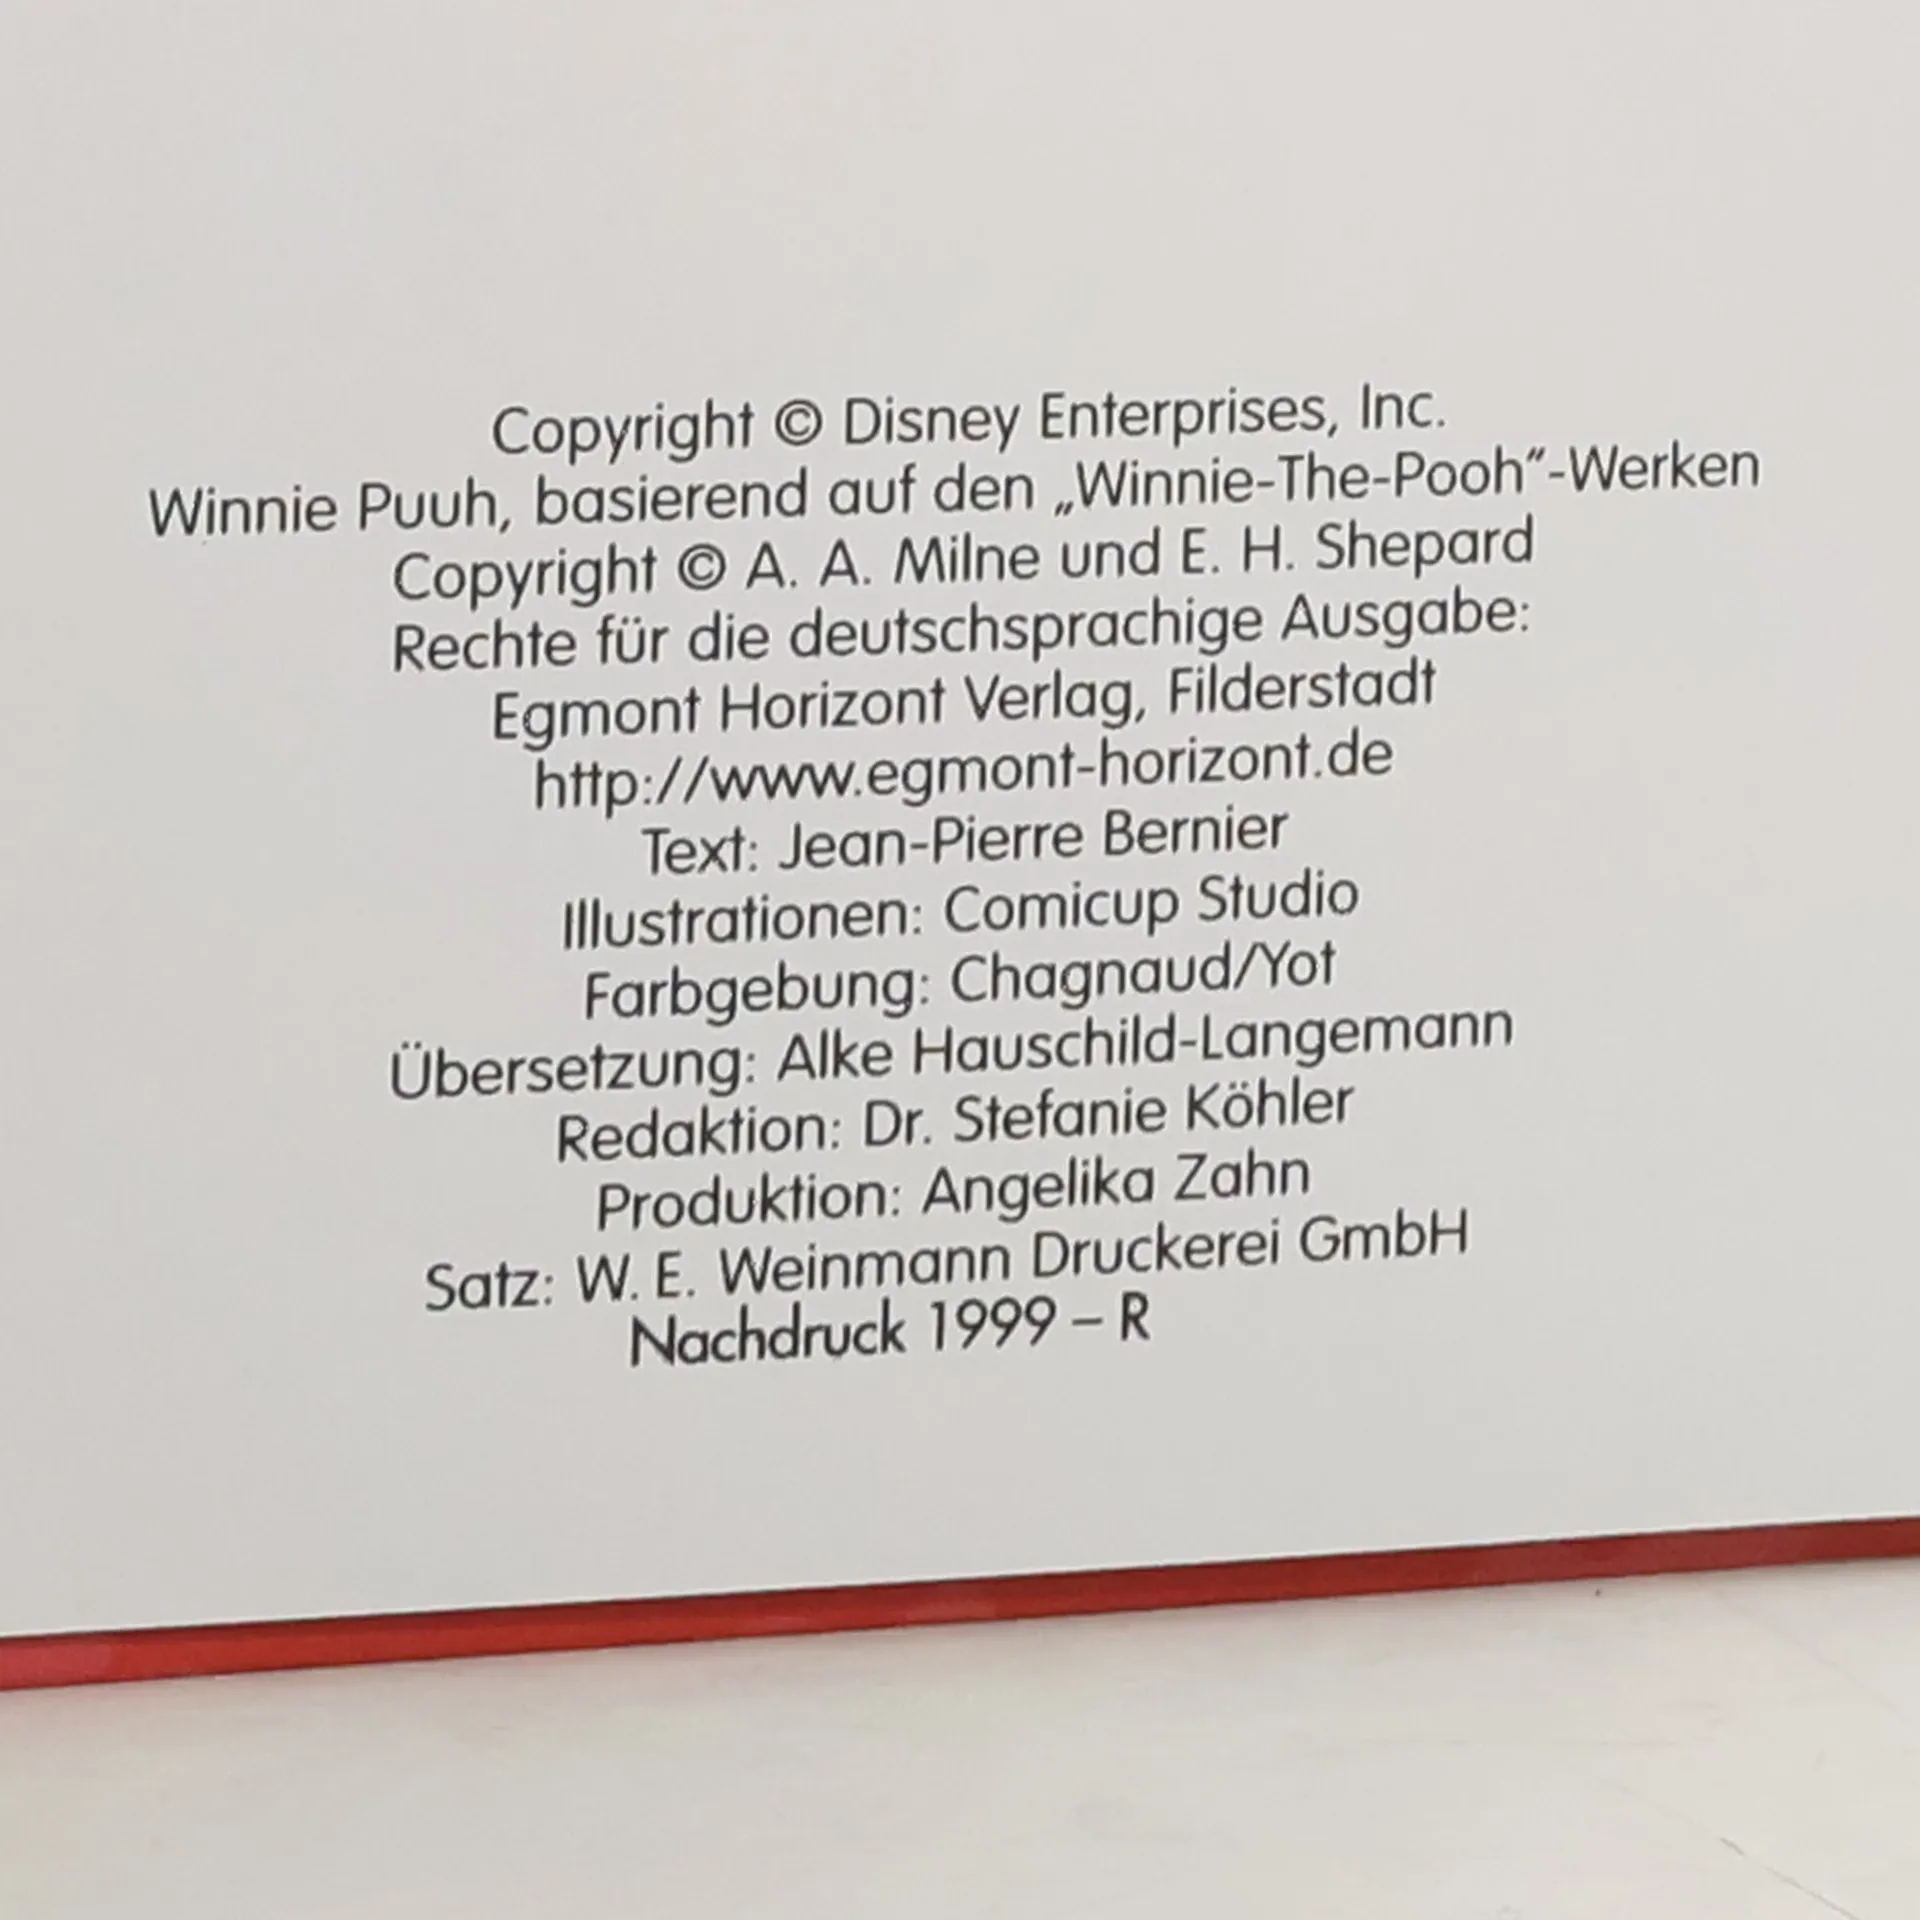 Copyright © Disney Enterprises, Inc.
Winnie Puuh, basierend auf den „Winnie-The-Pooh“-Werken
Copyright © A. A. Milne und E. H. Shepard
Rechte für die deutschsprachige Ausgabe:
Egmont Horizont Verlag, Filderstadt
http://www.egmont-horizont.de
Text: Jean-Pierre Bernier
Illustrationen: Comicup Studio
Farbgebung: Chagnaud/Yot
Übersetzung: Alke Hauschild-Langemann
Redaktion: Dr. Stefanie Köhler
Produktion: Angelika Zahn
Satz: W. E. Weinmann Druckerei GmbH
Nachdruck 1999 – R